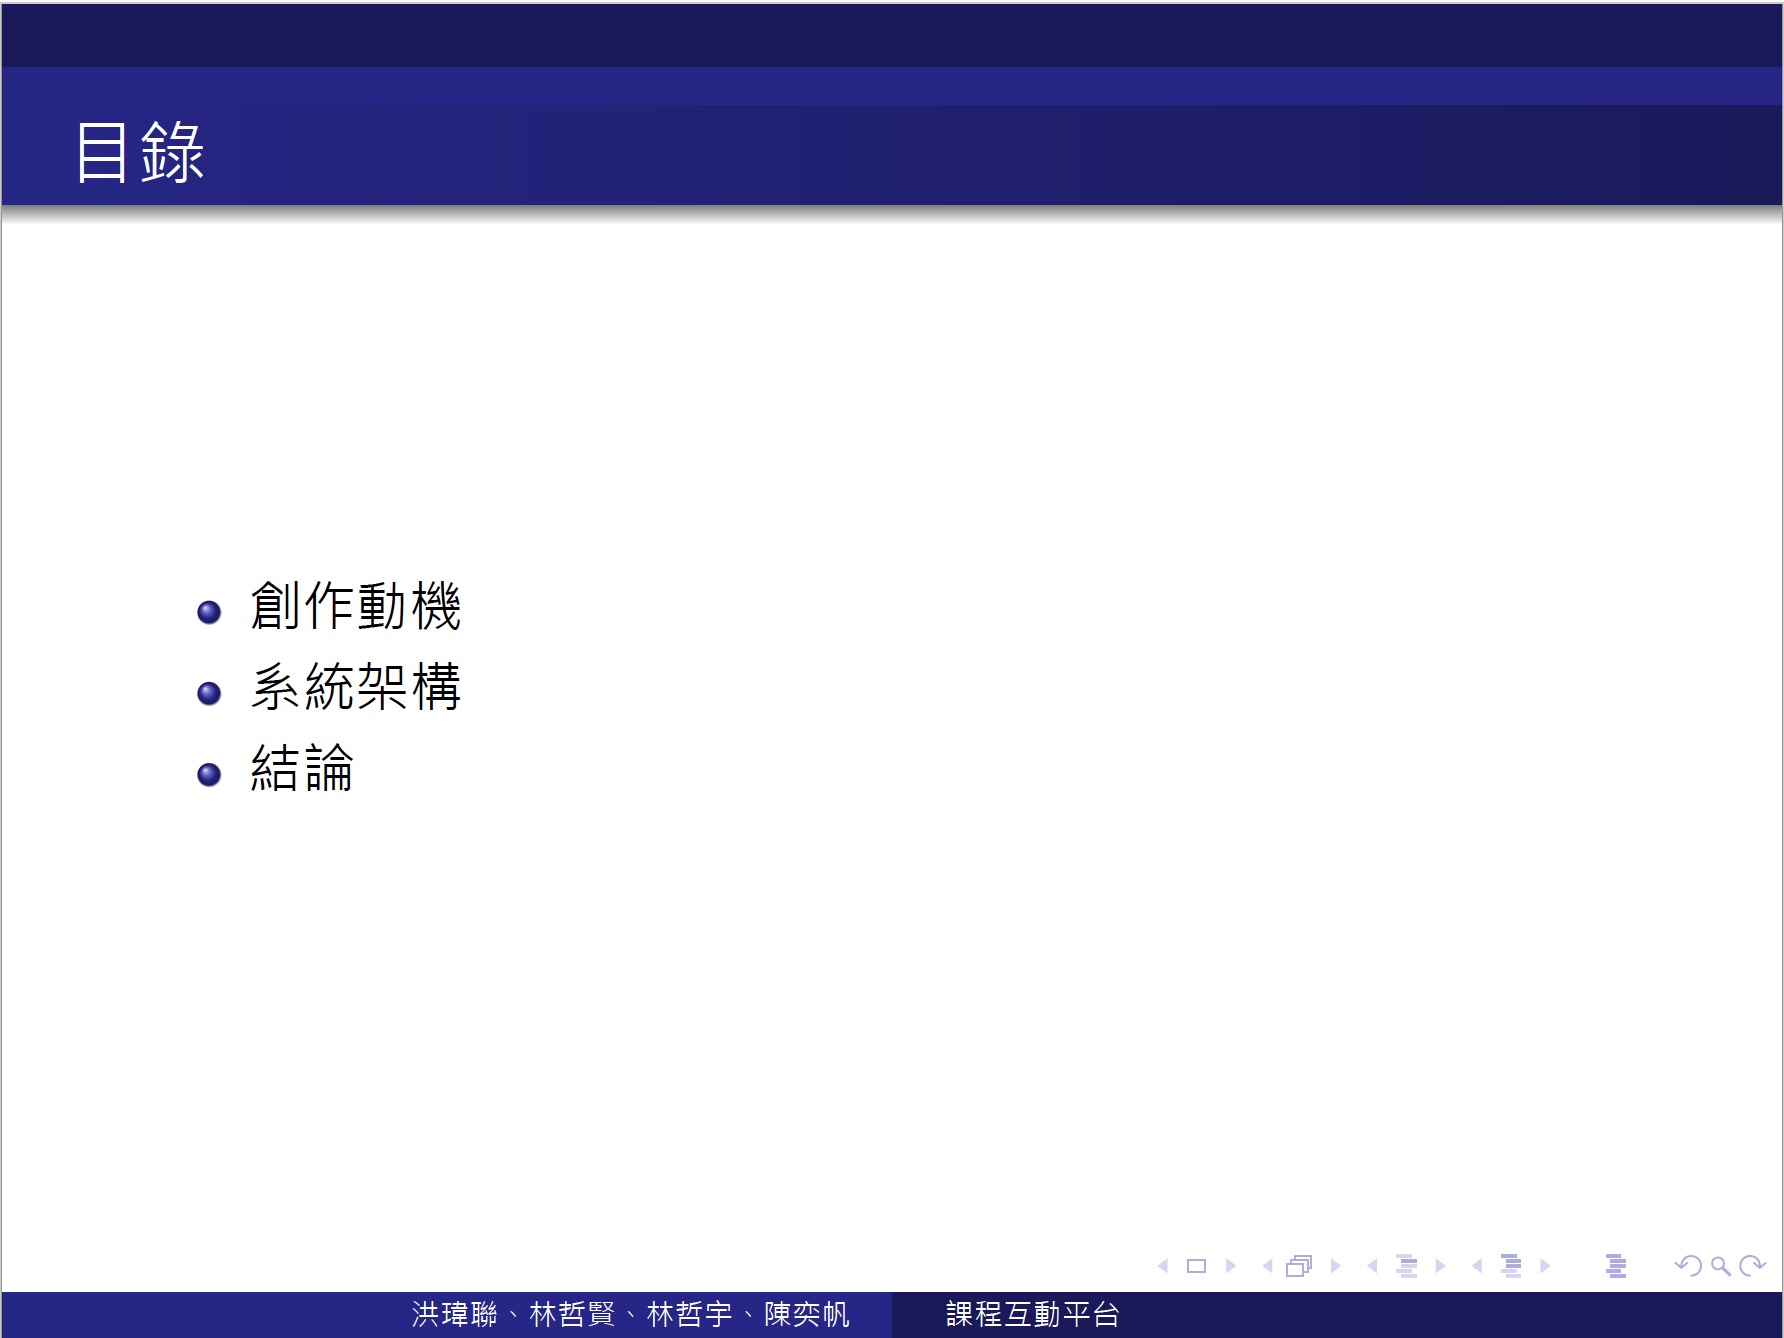 目錄
創作動機
系統架構
結論
洪瑋聯、林哲賢、林哲宇、陳奕帆
課程互動平台